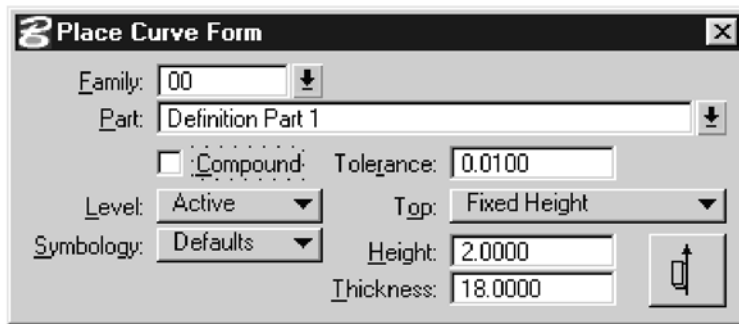 Place Curve Form
Family: 00
Part: Definition Part 1
Compound Tolerance: 0.0100
Level: Active Top: Fixed Height
Symbology: Defaults Height: 2.0000
Thickness: 18.0000